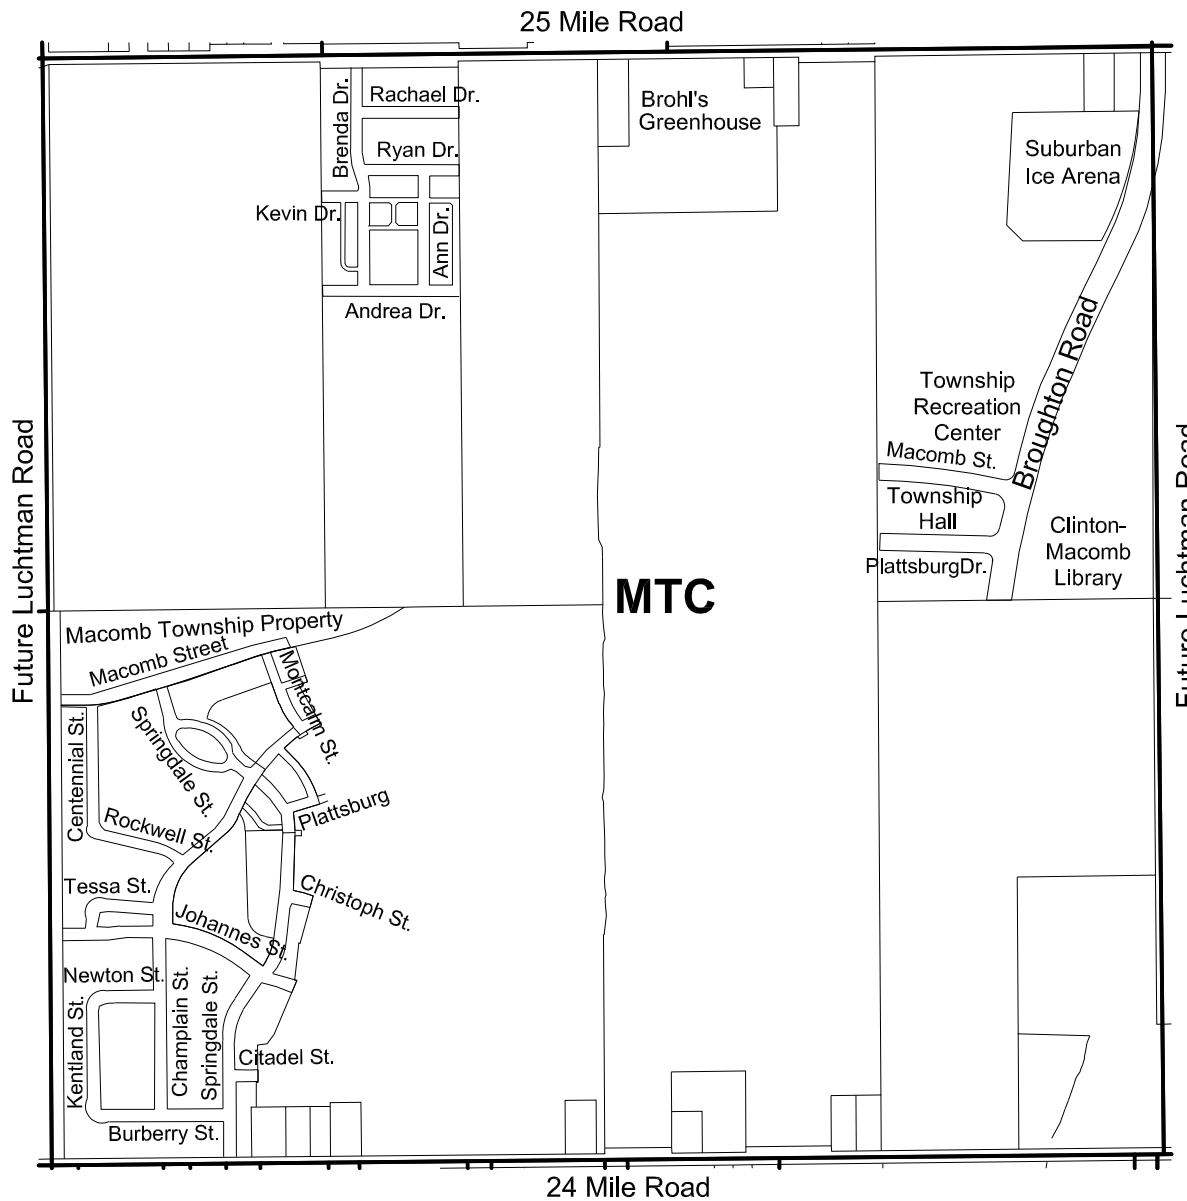 25 Mile Road
Brenda Dr.
Rachael Dr.
Ryan Dr.
Kevin Dr.
Ann Dr.
Andrea Dr.
Brohl's
Greenhouse
Suburban
Ice Arena
Broughton Road
Township
Recreation
Center
Macomb St.
Township
Hall
PlattsburgDr.
Clinton-
Macomb
Library
Future Luchtman Road
Future Luchtman Road
MTC
Macomb Township Property
Macomb Street
Montcalm St.
Springdale St.
Centennial St.
Rockwell St.
Plattsburg
Tessa St.
Christoph St.
Johannes St.
Newton St.
Kentland St.
Champlain St.
Springdale St.
Citadel St.
Burberry St.
24 Mile Road